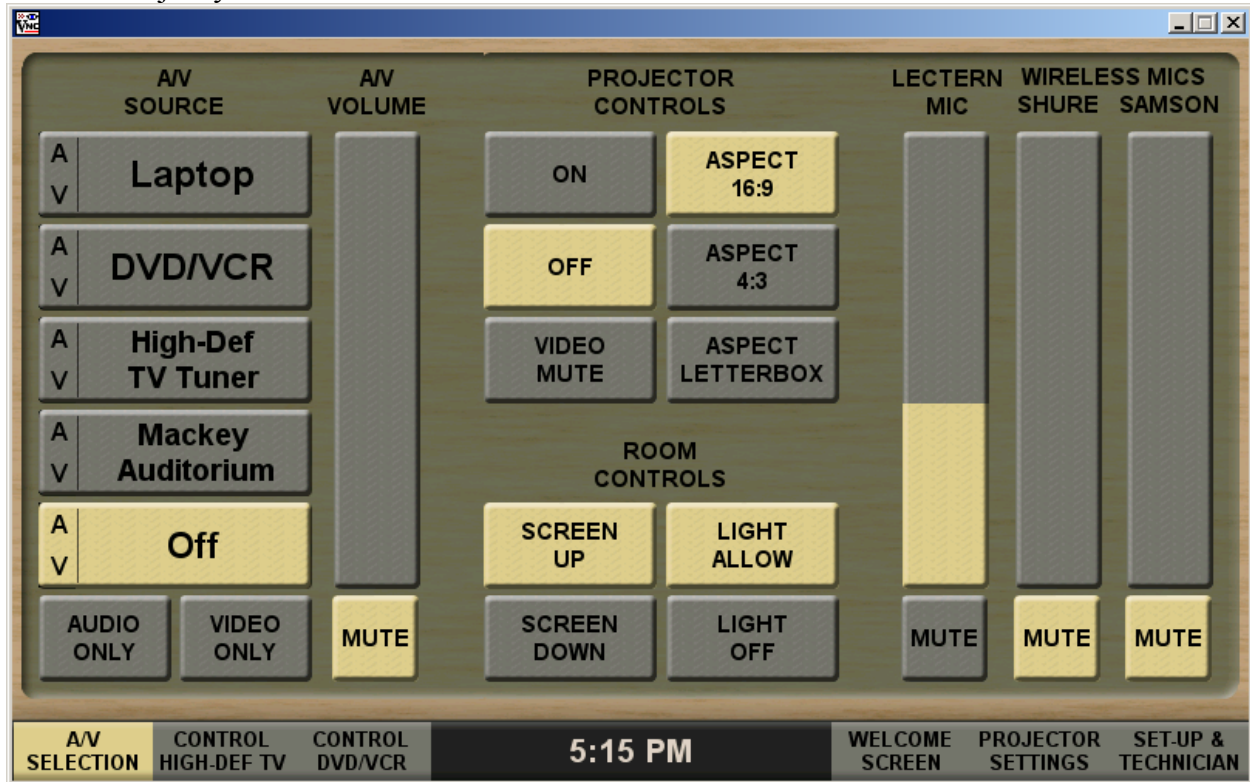 VNC
A/V
SOURCE
A/V
VOLUME
PROJECTOR
CONTROLS
LECTERN
MIC
WIRELESS MICS
SHURE SAMSON
A
V
Laptop
A
V
DVD/VCR
A
V
High-Def
TV Tuner
A
V
Mackey
Auditorium
A
V
Off
AUDIO
ONLY
VIDEO
ONLY
MUTE
ON
ASPECT
16:9
OFF
ASPECT
4:3
VIDEO
MUTE
ASPECT
LETTERBOX
ROOM
CONTROLS
SCREEN
UP
LIGHT
ALLOW
SCREEN
DOWN
LIGHT
OFF
MUTE
MUTE
MUTE
A/V
SELECTION
CONTROL
HIGH-DEF TV
CONTROL
DVD/VCR
5:15 PM
WELCOME
SCREEN
PROJECTOR
SETTINGS
SET-UP &
TECHNICIAN